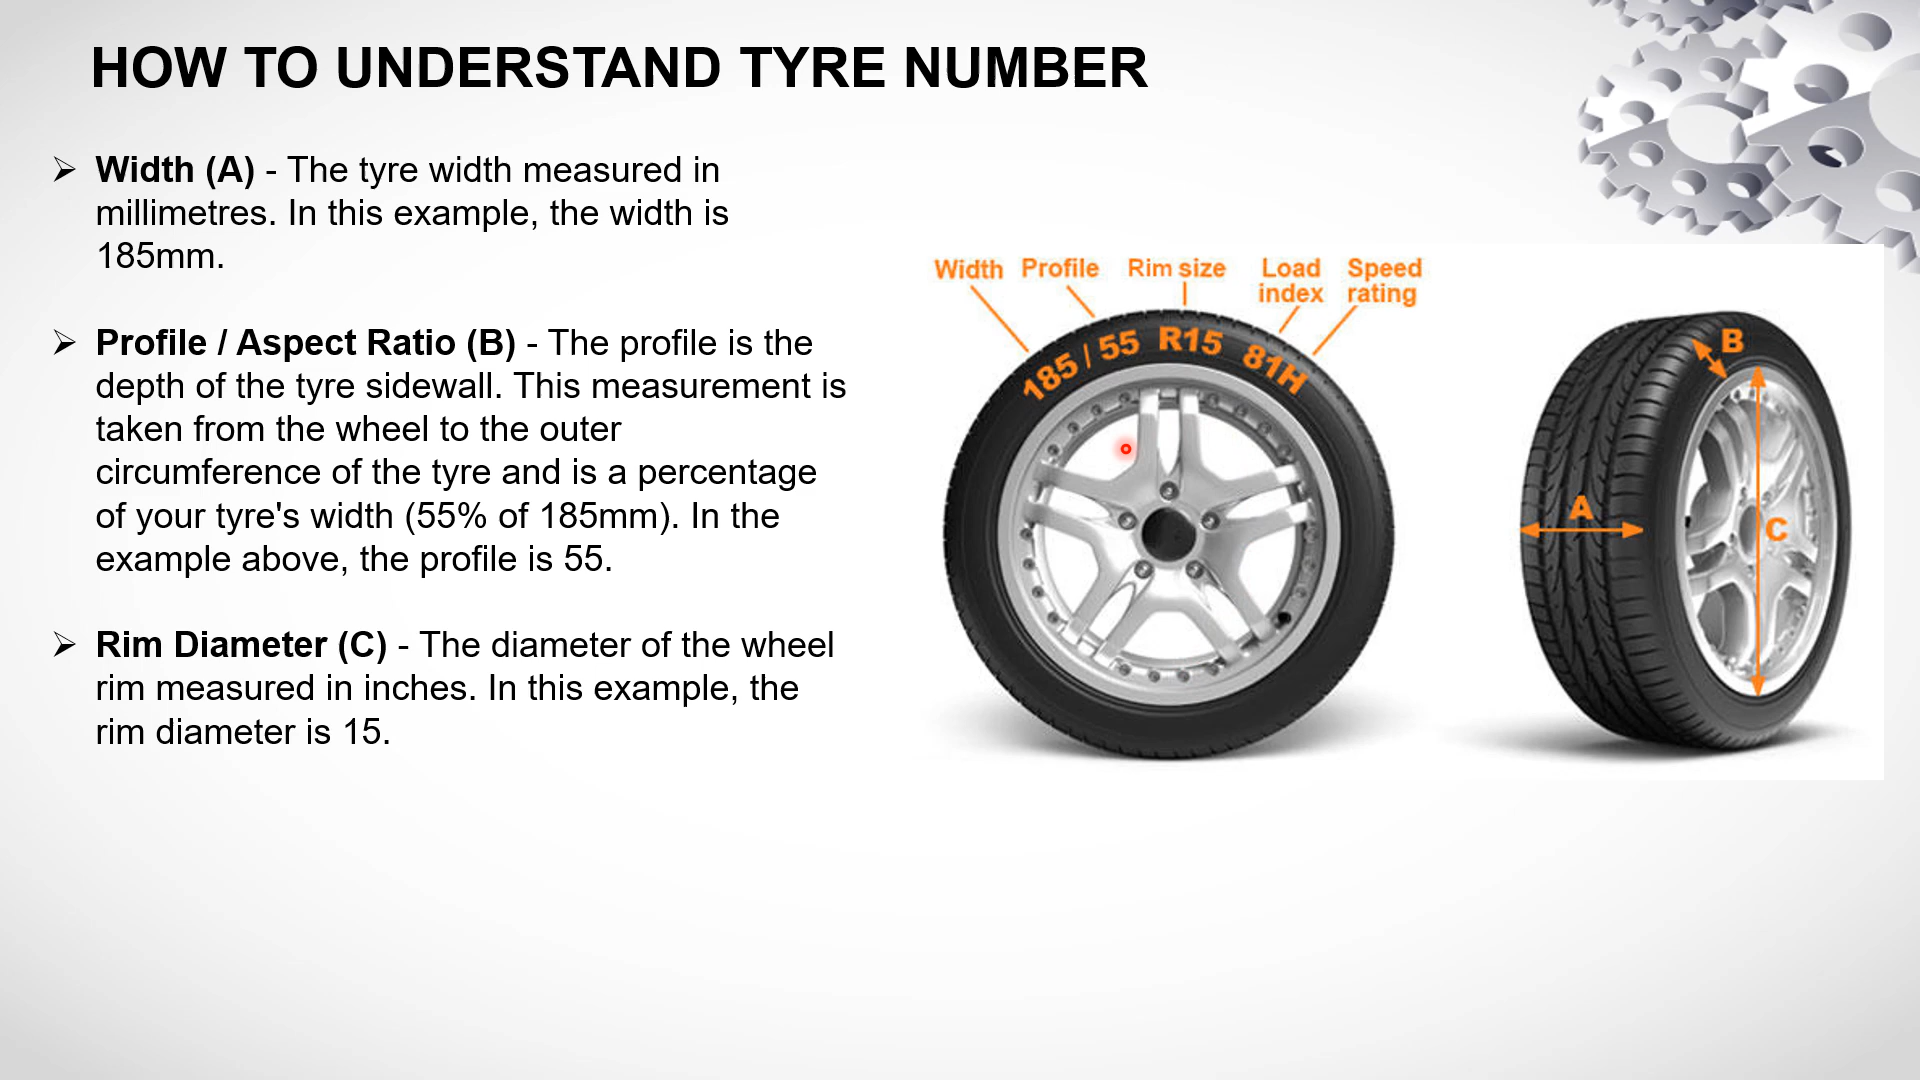 HOW TO UNDERSTAND TYRE NUMBER
Width (A) - The tyre width measured in
millimetres. In this example, the width is
185mm.
Profile / Aspect Ratio (B) - The profile is the
depth of the tyre sidewall. This measurement is
taken from the wheel to the outer
circumference of the tyre and is a percentage
of your tyre's width (55% of 185mm). In the
example above, the profile is 55.
Rim Diameter (C) - The diameter of the wheel
rim measured in inches. In this example, the
rim diameter is 15.
Width Profile Rim size Load index Speed rating
185 / 55 R15 81H
B
A
C